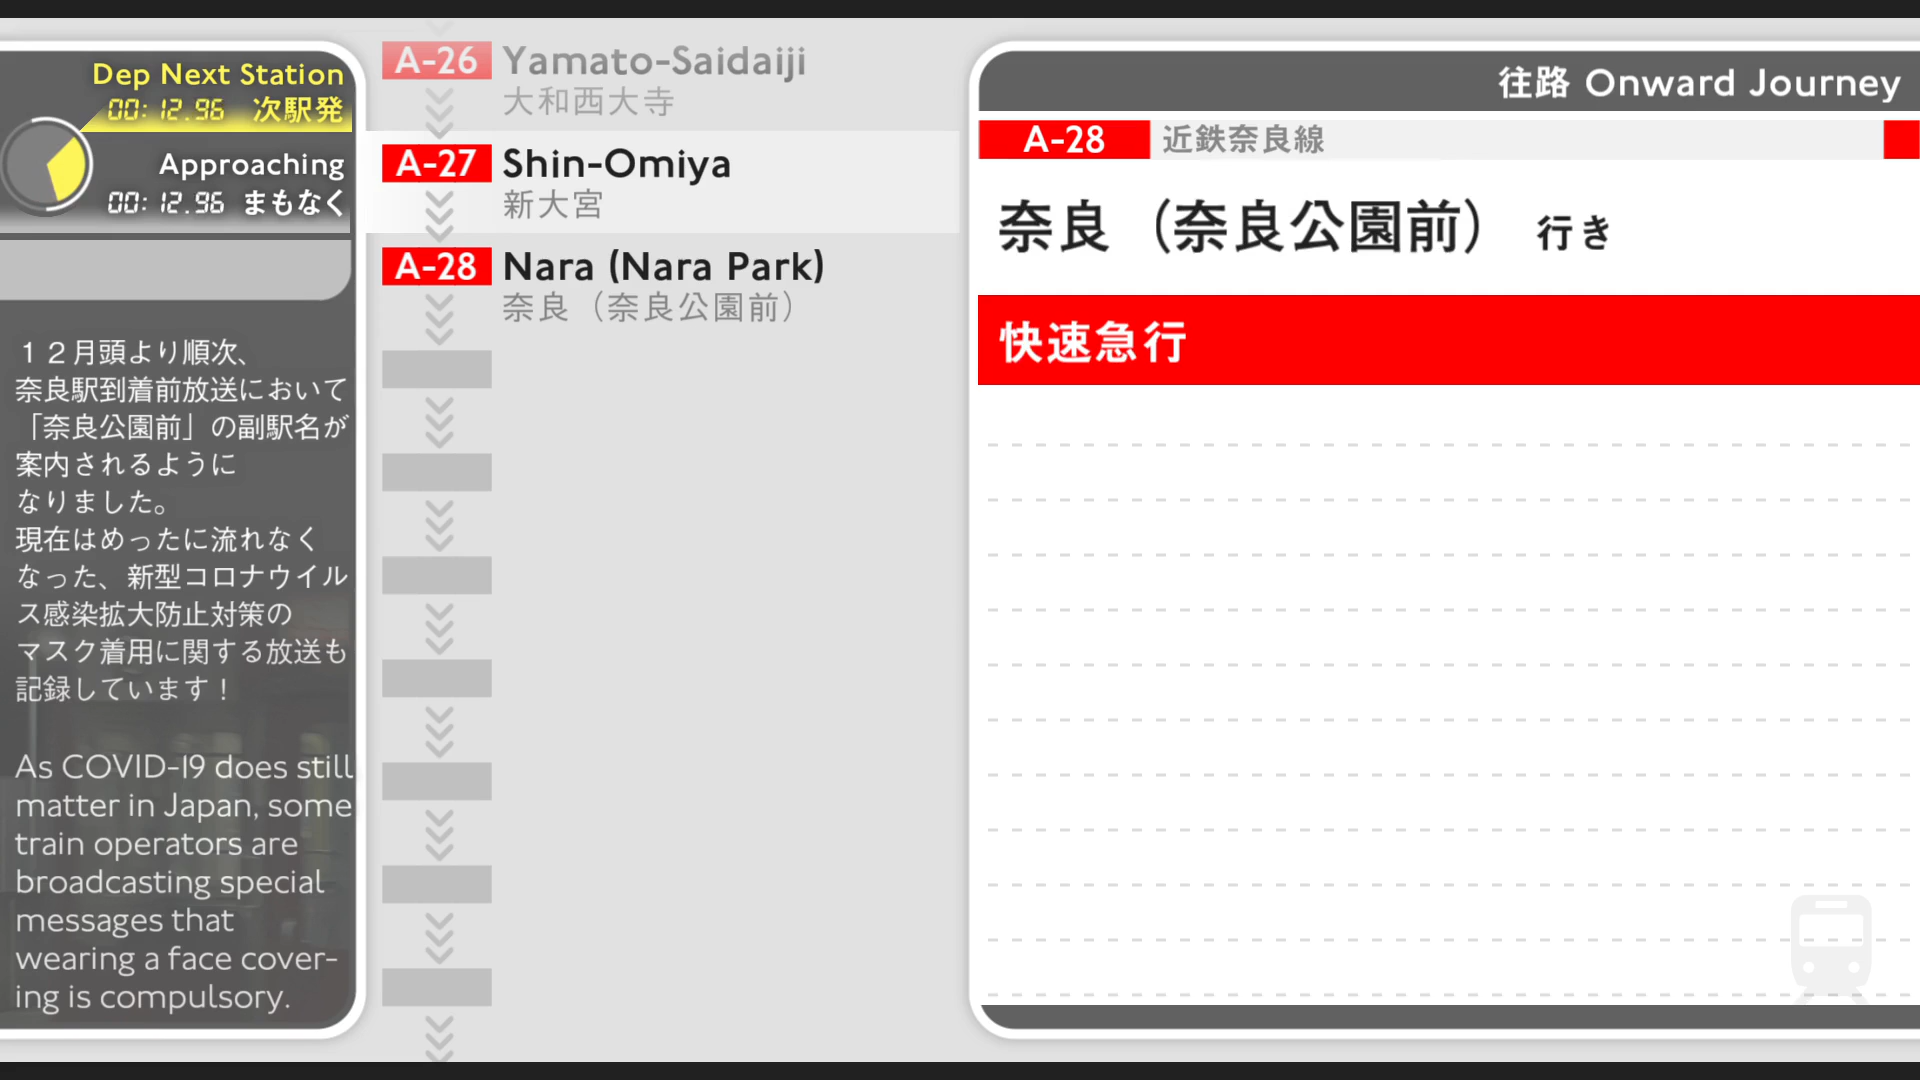 Dep Next Station
00: 12.96 次駅発
Approaching
00: 12.96 まもなく
１２月頭より順次、
奈良駅到着前放送において
「奈良公園前」の副駅名が
案内されるように
なりました。
現在はめったに流れなく
なった、新型コロナウイル
ス感染拡大防止対策の
マスク着用に関する放送も
記録しています！
As COVID-19 does still
matter in Japan, some
train operators are
broadcasting special
messages that
wearing a face cover-
ing is compulsory.
A-26 Yamato-Saidaiji
大和西大寺
A-27 Shin-Omiya
新大宮
A-28 Nara (Nara Park)
奈良（奈良公園前）
往路 Onward Journey
A-28 近鉄奈良線
奈良（奈良公園前） 行き
快速急行